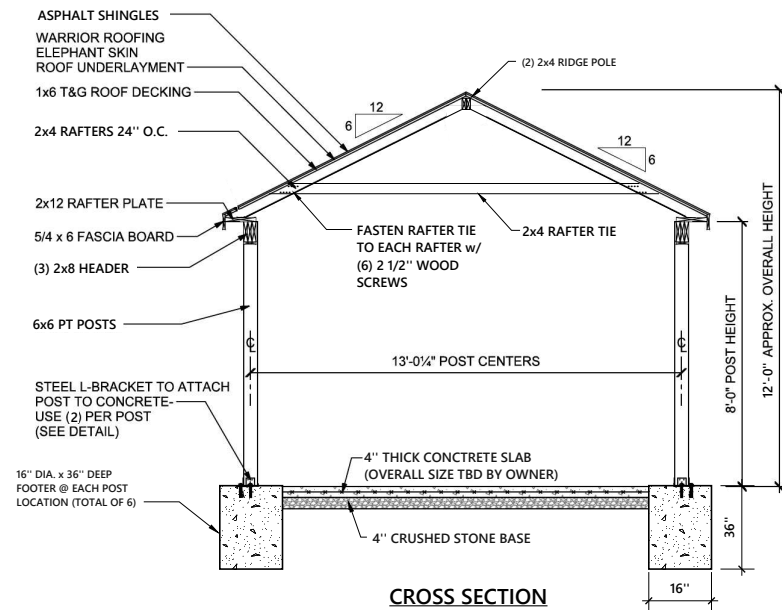 ASPHALT SHINGLES
WARRIOR ROOFING
ELEPHANT SKIN
ROOF UNDERLAYMENT
1x6 T&G ROOF DECKING
2x4 RAFTERS 24'' O.C.
2x12 RAFTER PLATE
5/4 x 6 FASCIA BOARD
(3) 2x8 HEADER
6x6 PT POSTS
STEEL L-BRACKET TO ATTACH
POST TO CONCRETE-
USE (2) PER POST
(SEE DETAIL)
16'' DIA. x 36'' DEEP
FOOTER @ EACH POST
LOCATION (TOTAL OF 6)
(2) 2x4 RIDGE POLE
12
6
12
6
FASTEN RAFTER TIE
TO EACH RAFTER w/
(6) 2 1/2'' WOOD
SCREWS
2x4 RAFTER TIE
℄
℄
13'-0¼" POST CENTERS
4'' THICK CONCTRETE SLAB
(OVERALL SIZE TBD BY OWNER)
4'' CRUSHED STONE BASE
8'-0" POST HEIGHT
12'-0'' APPROX. OVERALL HEIGHT
36''
16''
CROSS SECTION